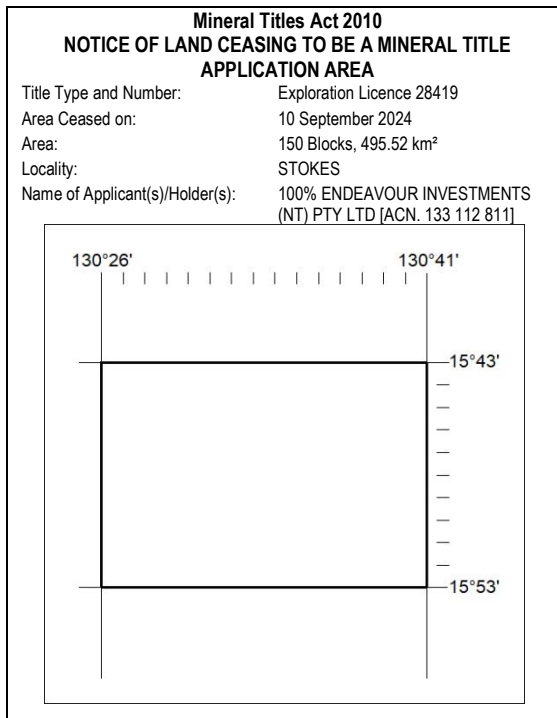 Mineral Titles Act 2010
NOTICE OF LAND CEASING TO BE A MINERAL TITLE
APPLICATION AREA
Title Type and Number: Exploration Licence 28419
Area Ceased on: 10 September 2024
Area: 150 Blocks, 495.52 km²
Locality: STOKES
Name of Applicant(s)/Holder(s): 100% ENDEAVOUR INVESTMENTS
(NT) PTY LTD [ACN. 133 112 811]
130°26' 130°41'
15°43'
15°53'